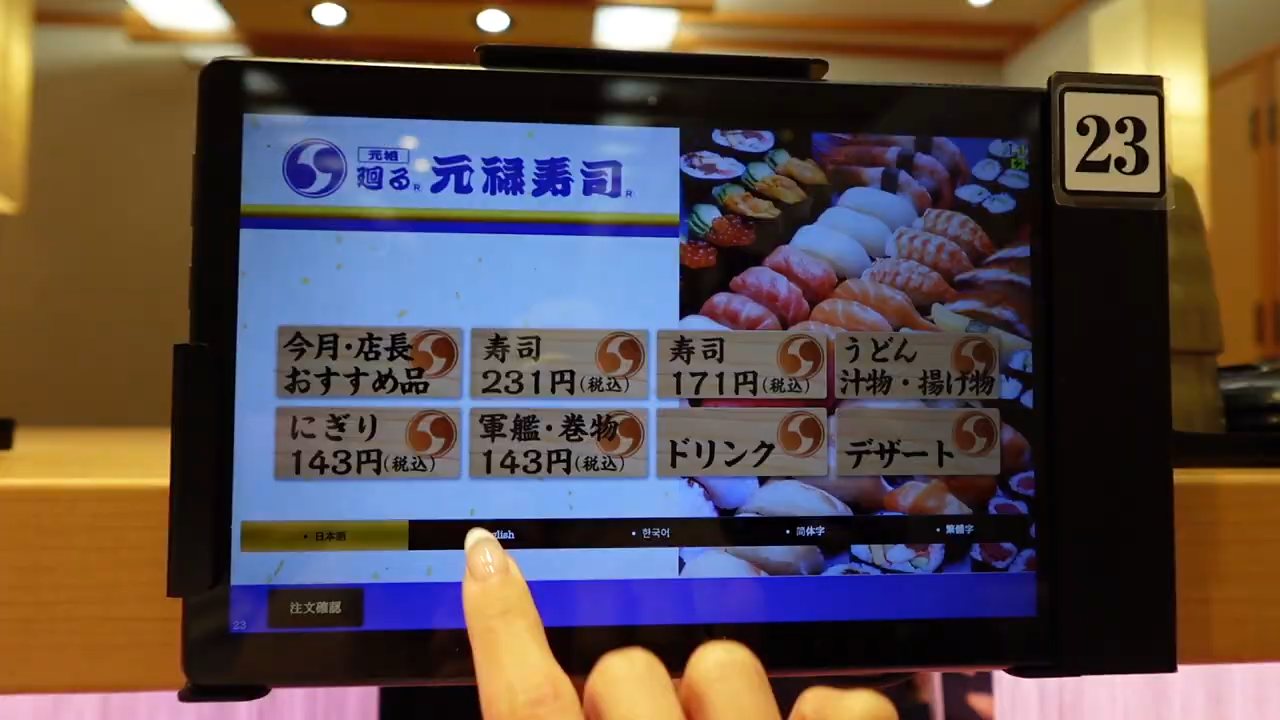 元祖
廻る® 元禄寿司®
23
今月・店長
おすすめ品
寿司
231円(税込)
寿司
171円(税込)
うどん
汁物・揚げ物
にぎり
143円(税込)
軍艦・巻物
143円(税込)
ドリンク
デザート
・日本語
glish
・한국어
・简体字
・繁體字
注文確認
23